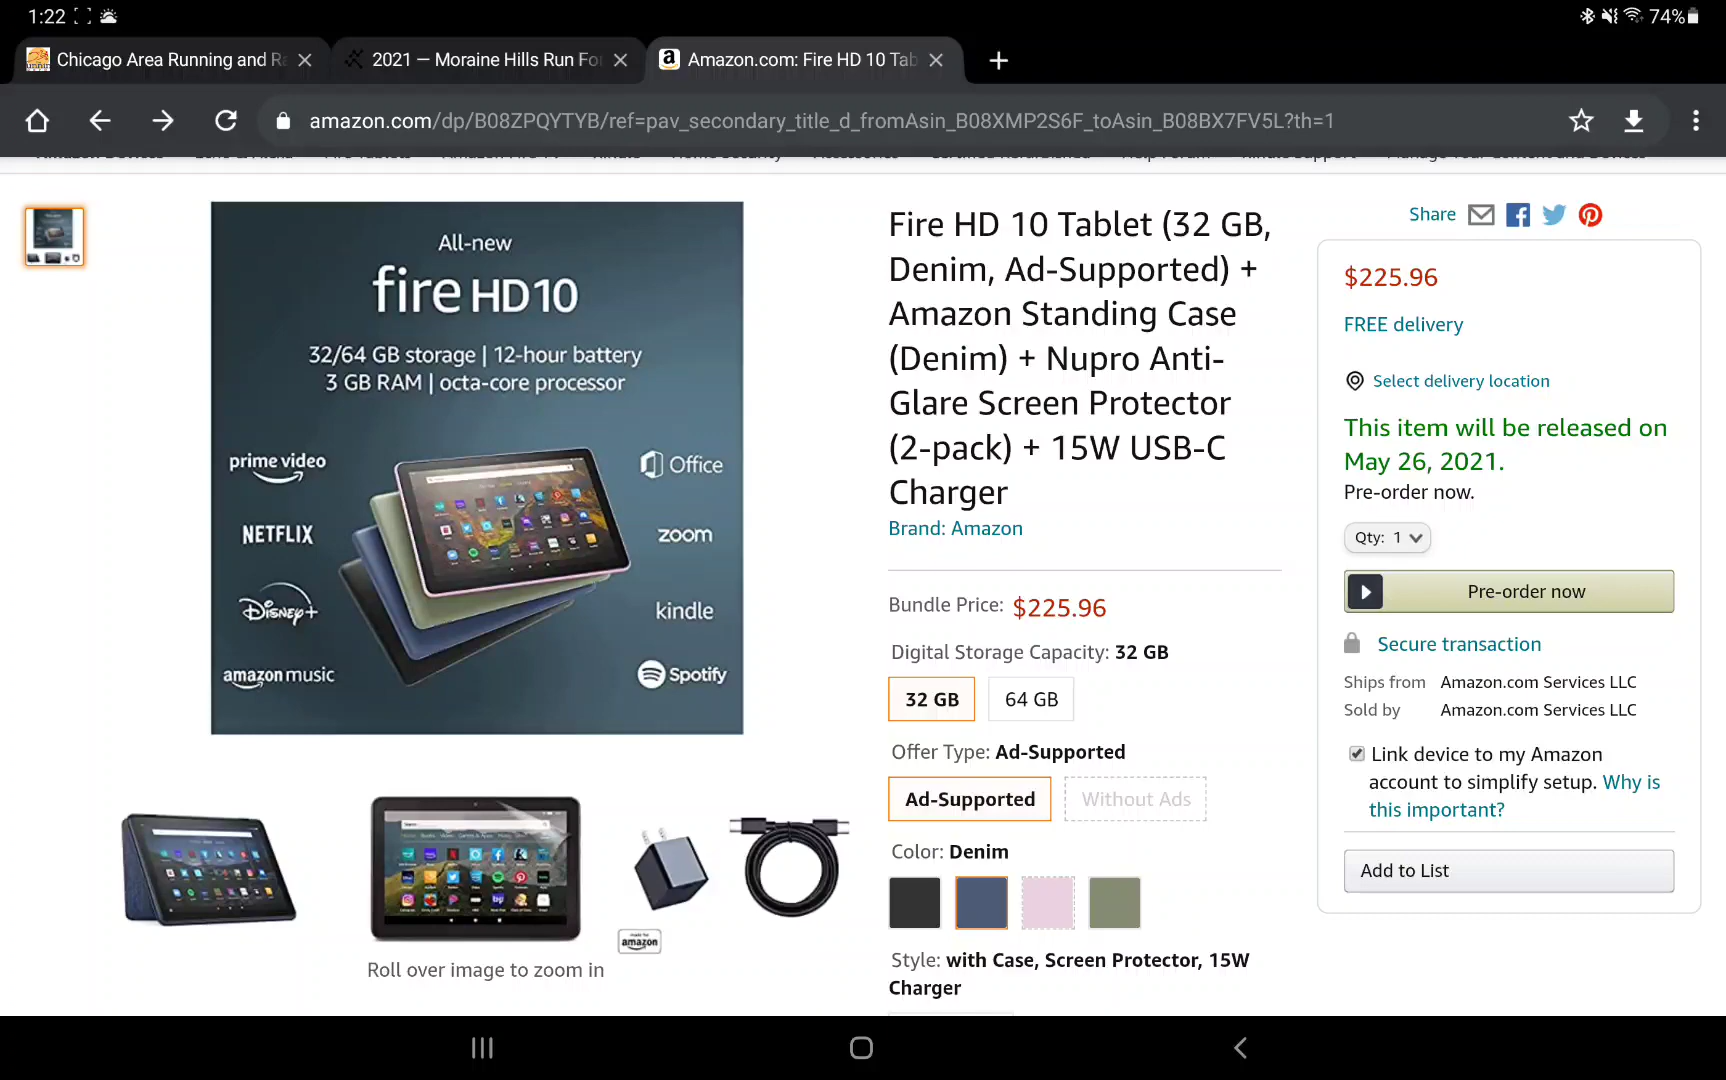 1:22
74%
Chicago Area Running and Ra
2021 — Moraine Hills Run Fo
Amazon.com: Fire HD 10 Tab
amazon.com/dp/B08ZPQYTYB/ref=pav_secondary_title_d_fromAsin_B08XMP2S6F_toAsin_B08BX7FV5L?th=1
All-new
fire HD10
32/64 GB storage | 12-hour battery
3 GB RAM | octa-core processor
prime video
Office
NETFLIX
zoom
Disney+
kindle
amazon music
Spotify
made for
amazon
Roll over image to zoom in
Fire HD 10 Tablet (32 GB,
Denim, Ad-Supported) +
Amazon Standing Case
(Denim) + Nupro Anti-
Glare Screen Protector
(2-pack) + 15W USB-C
Charger
Brand: Amazon
Bundle Price: $225.96
Digital Storage Capacity: 32 GB
32 GB
64 GB
Offer Type: Ad-Supported
Ad-Supported
Without Ads
Color: Denim
Style: with Case, Screen Protector, 15W
Charger
Share
$225.96
FREE delivery
Select delivery location
This item will be released on
May 26, 2021.
Pre-order now.
Qty: 1
Pre-order now
Secure transaction
Ships from Amazon.com Services LLC
Sold by Amazon.com Services LLC
Link device to my Amazon
account to simplify setup. Why is
this important?
Add to List